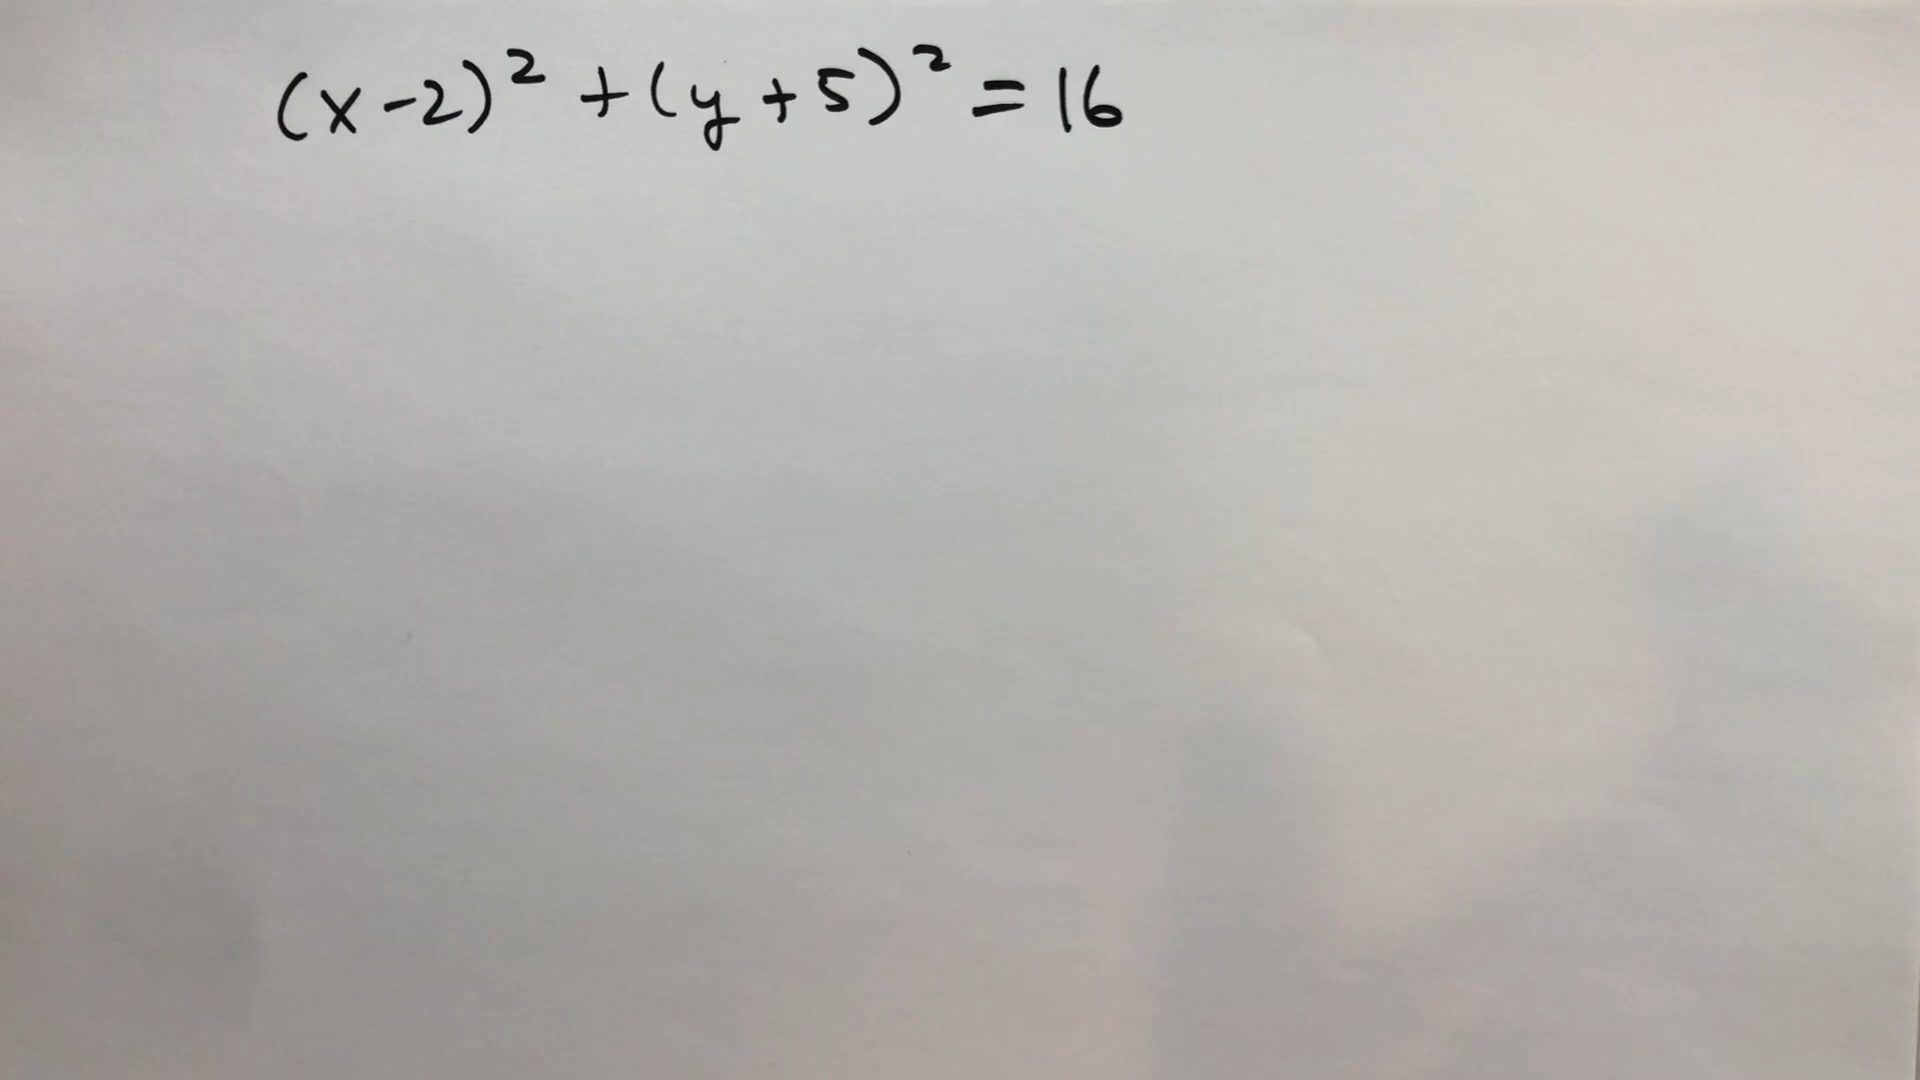 (x-2)² + (y+5)² = 16